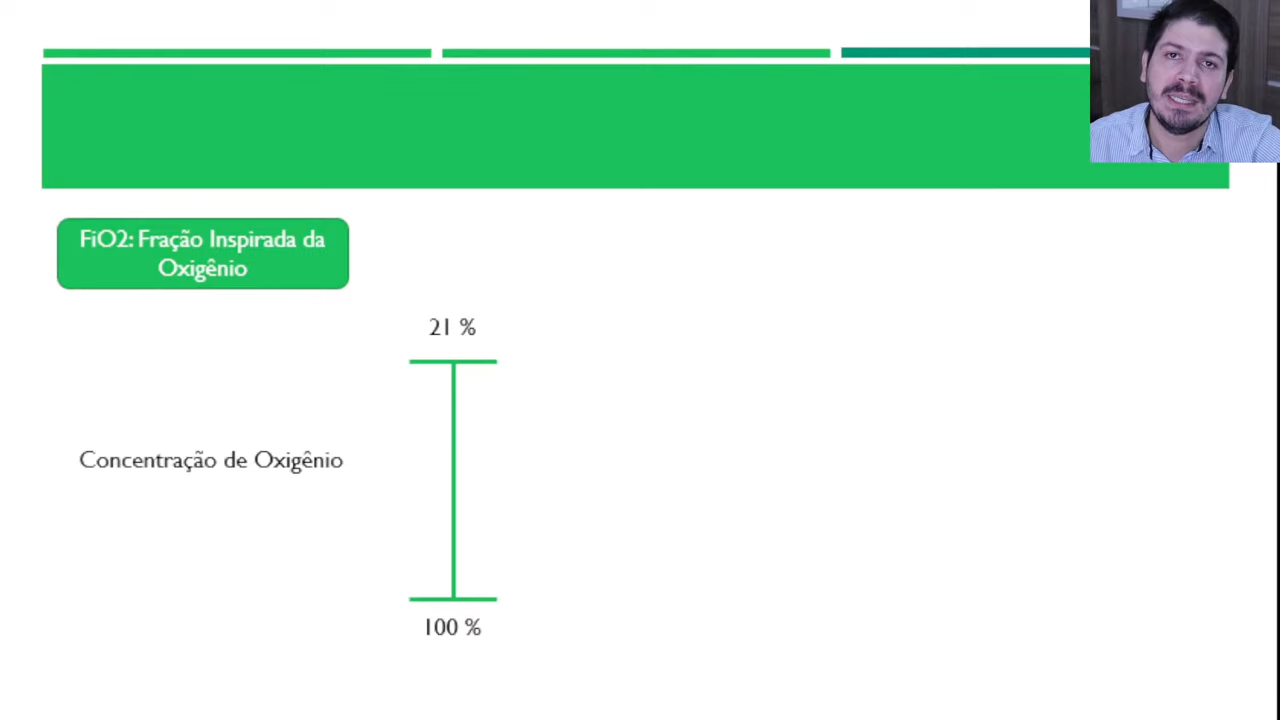 FiO2: Fração Inspirada da
Oxigênio
21 %
Concentração de Oxigênio
100 %